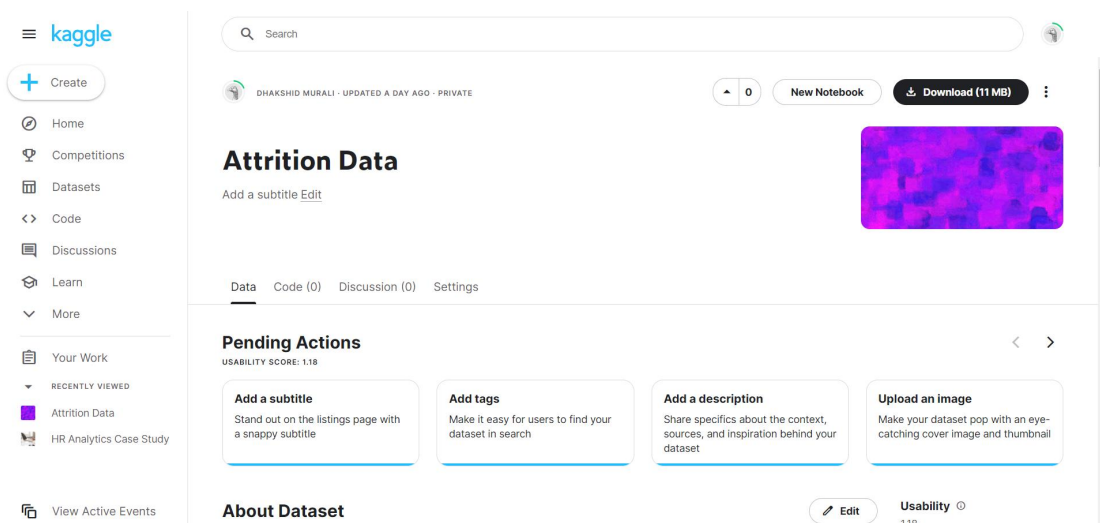 kaggle
Search
Create
Home
Competitions
Datasets
Code
Discussions
Learn
More
Your Work
RECENTLY VIEWED
Attrition Data
HR Analytics Case Study
View Active Events
DHAKSHID MURALI · UPDATED A DAY AGO · PRIVATE
0
New Notebook
Download (11 MB)
Attrition Data
Add a subtitle Edit
Data Code (0) Discussion (0) Settings
Pending Actions
USABILITY SCORE: 1.18
Add a subtitle
Stand out on the listings page with
a snappy subtitle
Add tags
Make it easy for users to find your
dataset in search
Add a description
Share specifics about the context,
sources, and inspiration behind your
dataset
Upload an image
Make your dataset pop with an eye-
catching cover image and thumbnail
About Dataset
Edit
Usability
1.18